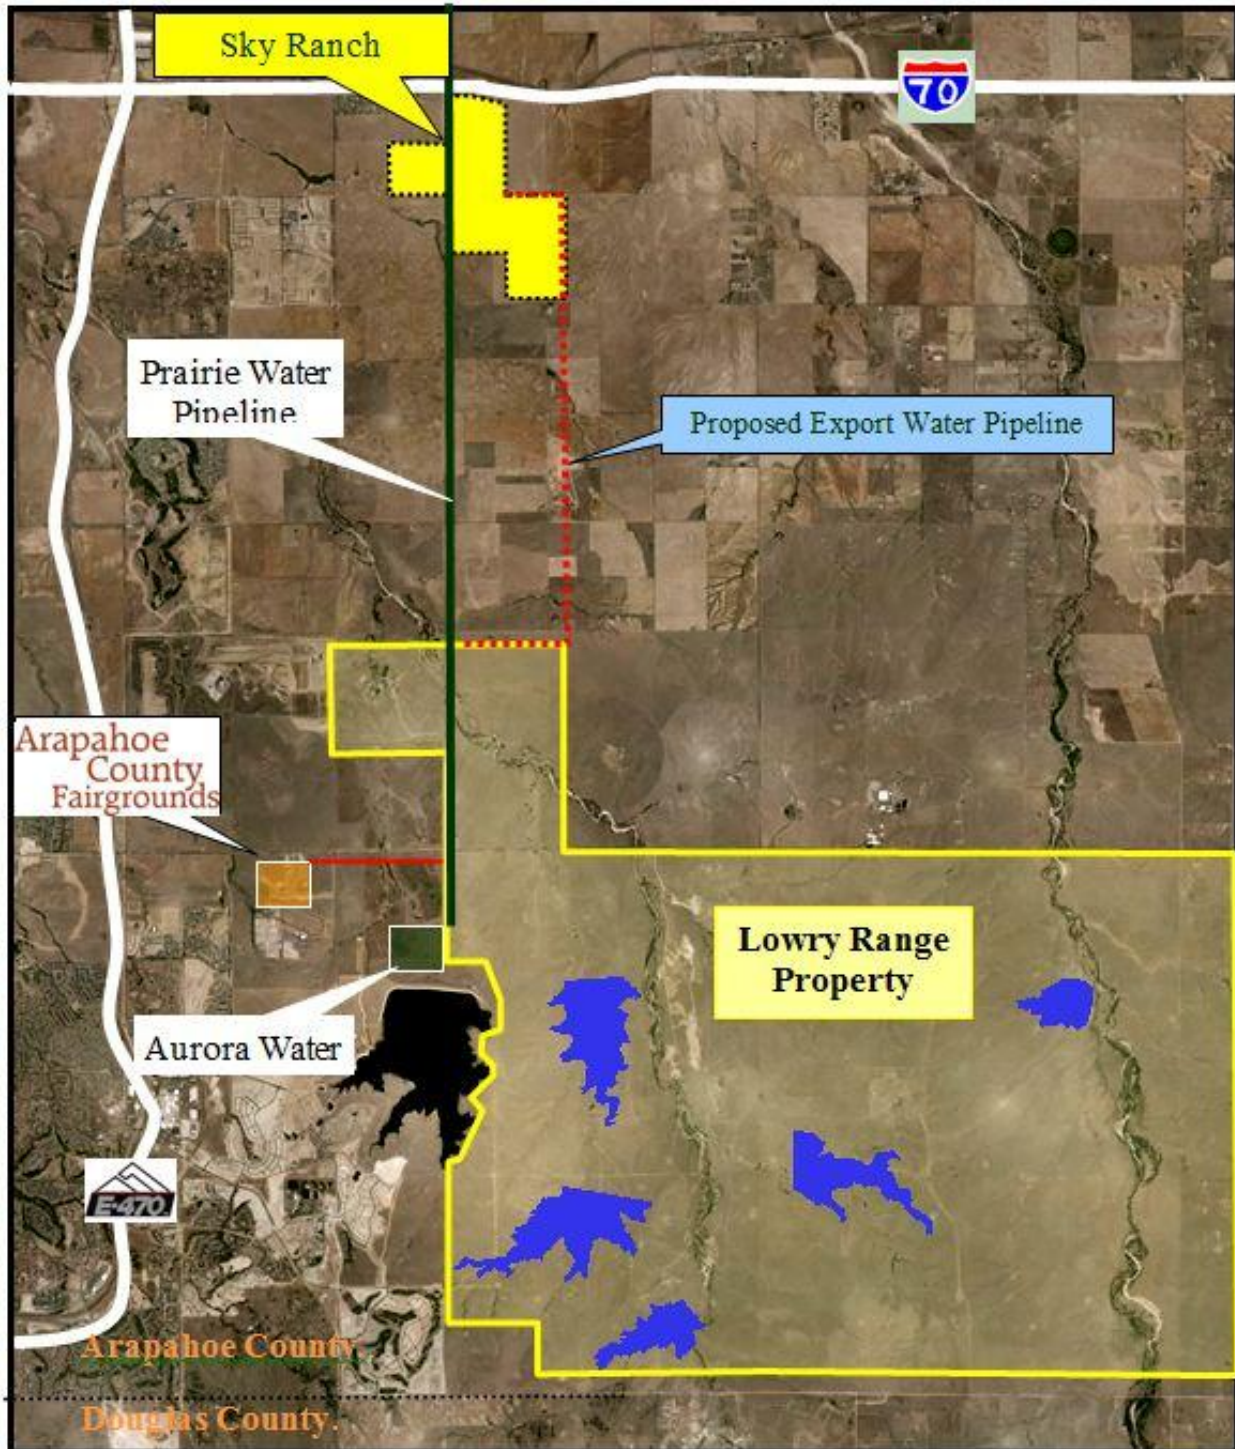 Sky Ranch
70
Prairie Water
Pipeline
Proposed Export Water Pipeline
Arapahoe
County
Fairgrounds
Lowry Range
Property
Aurora Water
E-470
Arapahoe County.
Douglas County.